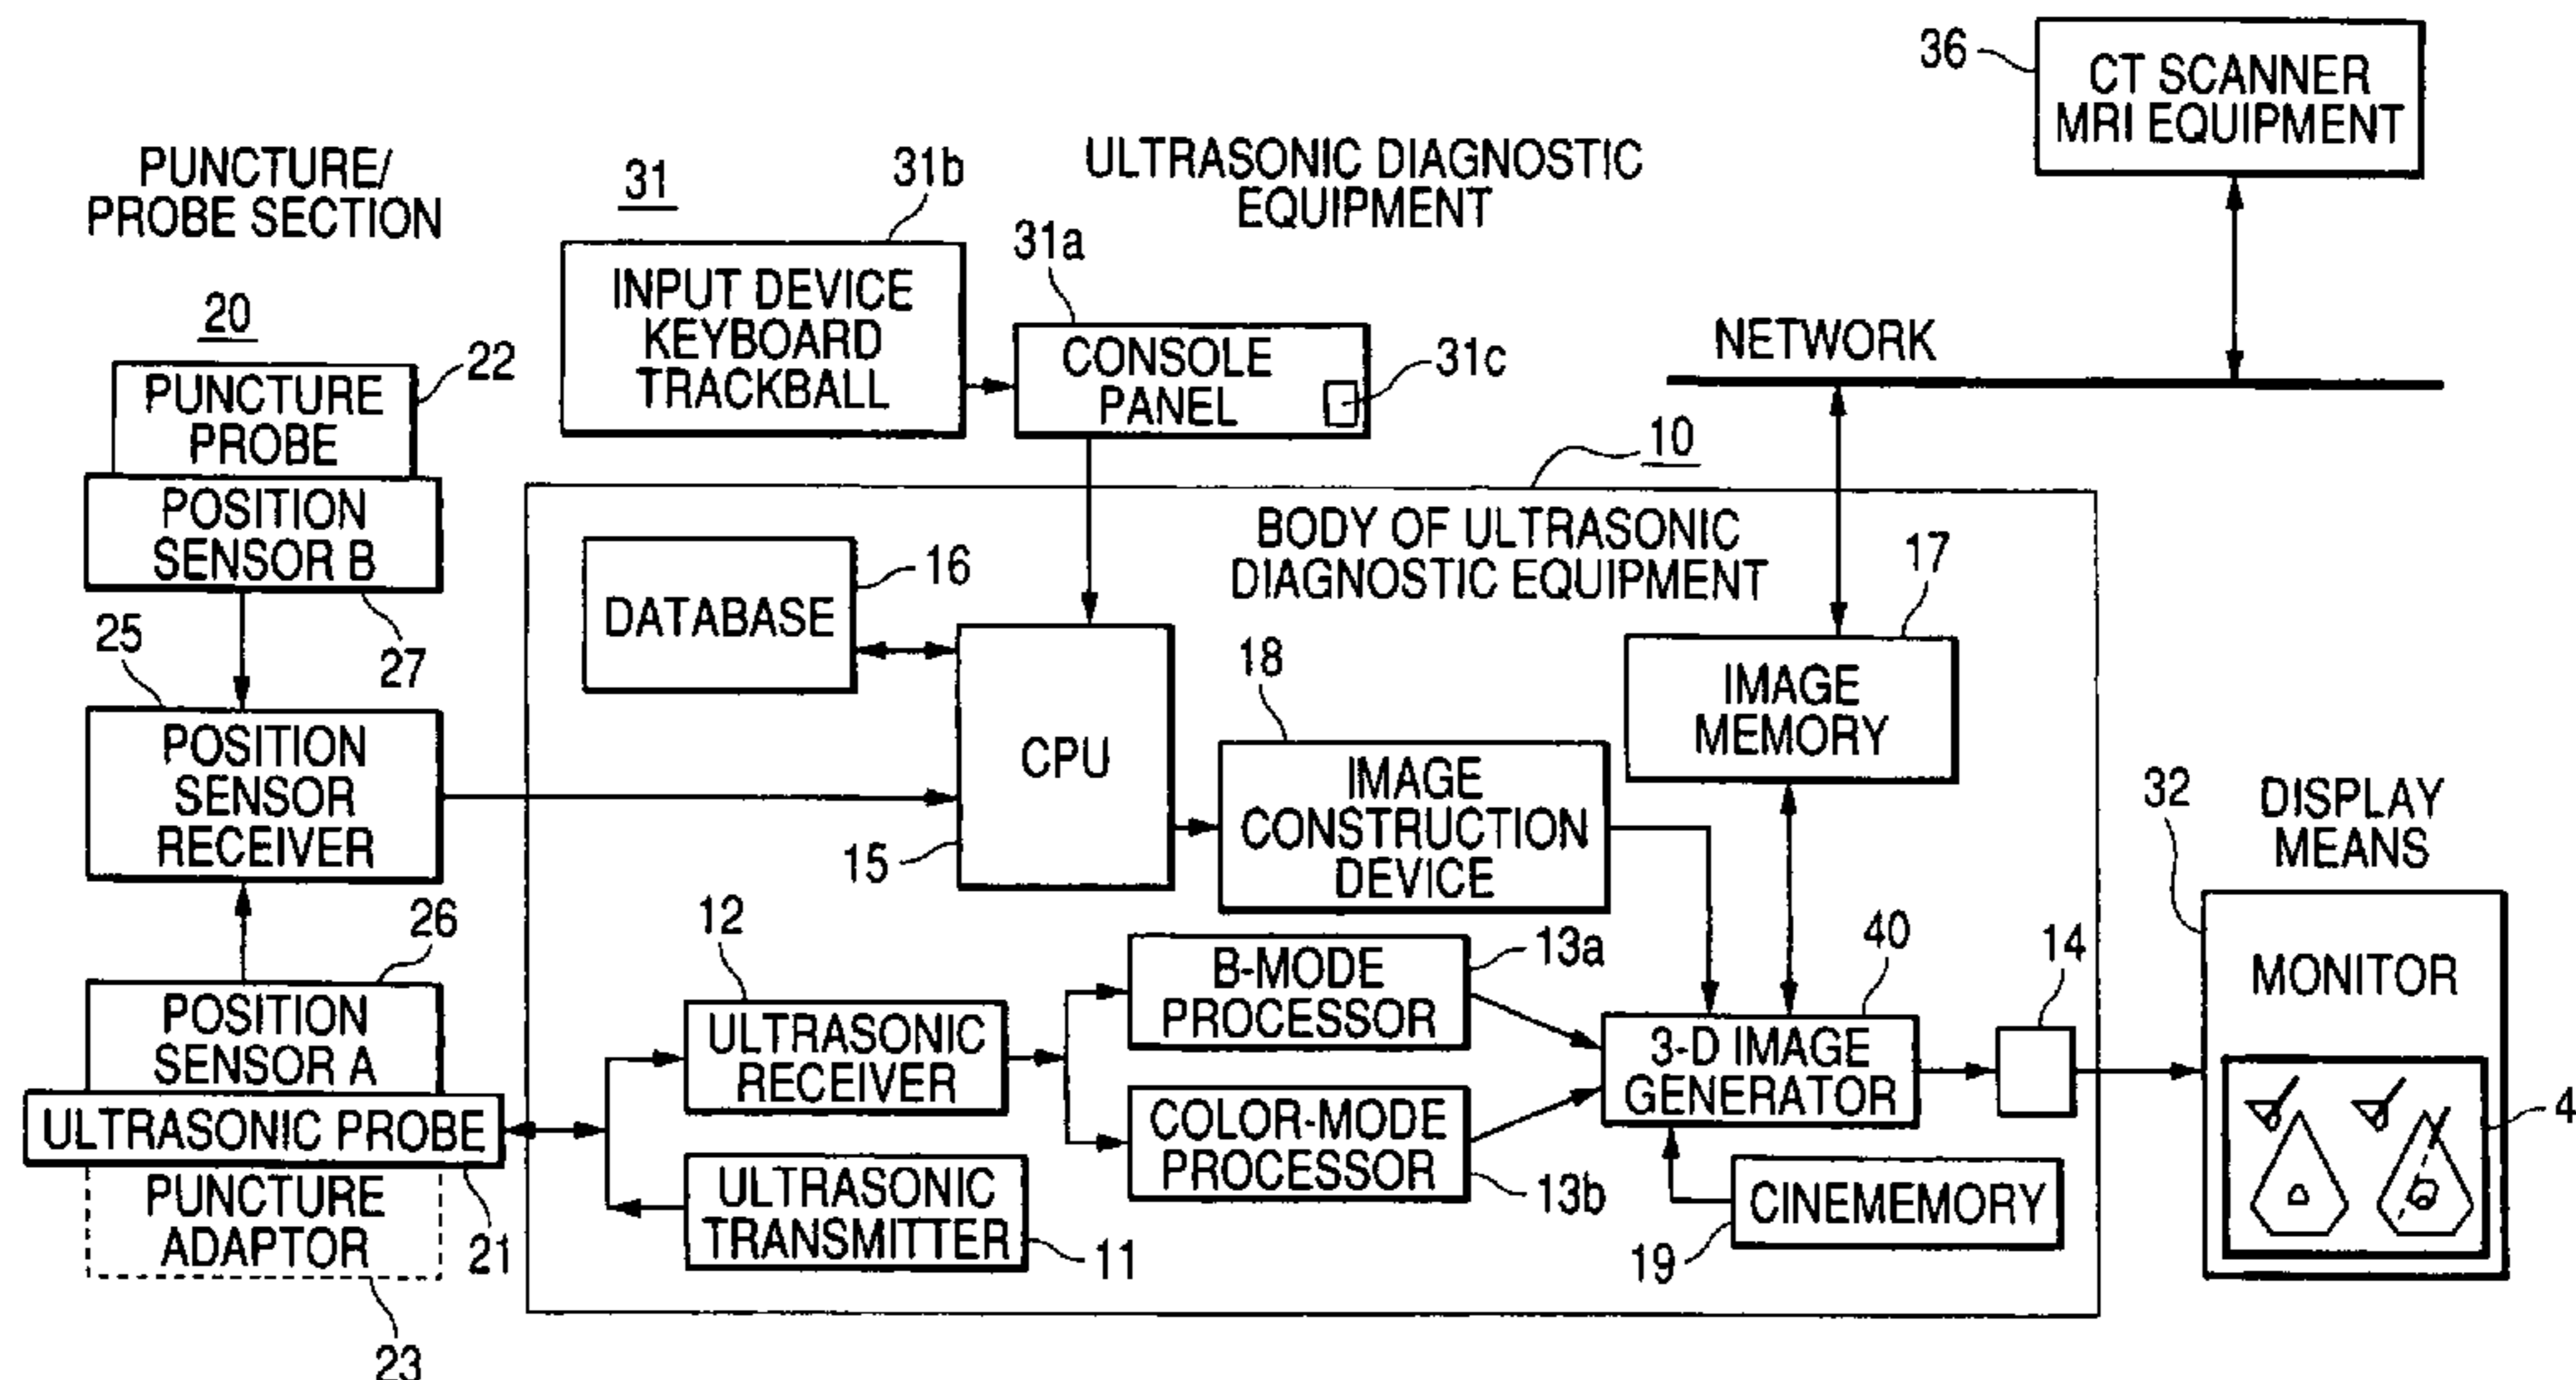 36
CT SCANNER
MRI EQUIPMENT
PUNCTURE/
PROBE SECTION
31
31b
ULTRASONIC DIAGNOSTIC
EQUIPMENT
20
INPUT DEVICE
KEYBOARD
TRACKBALL
31a
CONSOLE
PANEL
31c
NETWORK
22
PUNCTURE
PROBE
POSITION
SENSOR B
27
10
BODY OF ULTRASONIC
DIAGNOSTIC EQUIPMENT
DATABASE
16
17
25
POSITION
SENSOR
RECEIVER
CPU
15
18
IMAGE
CONSTRUCTION
DEVICE
IMAGE
MEMORY
32
DISPLAY
MEANS
26
POSITION
SENSOR A
ULTRASONIC PROBE
21
PUNCTURE
ADAPTOR
23
12
ULTRASONIC
RECEIVER
ULTRASONIC
TRANSMITTER
11
B-MODE
PROCESSOR
13a
COLOR-MODE
PROCESSOR
13b
40
3-D IMAGE
GENERATOR
14
CINEMEMORY
19
MONITOR
4